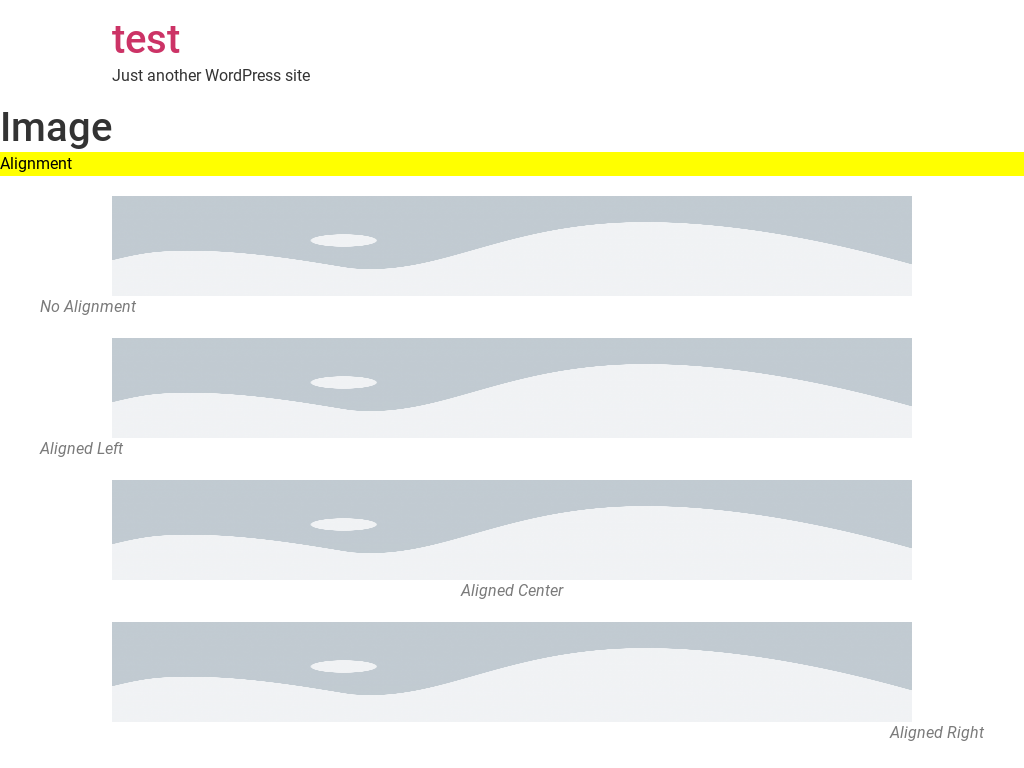 test
Just another WordPress site
Image
Alignment
No Alignment
Aligned Left
Aligned Center
Aligned Right